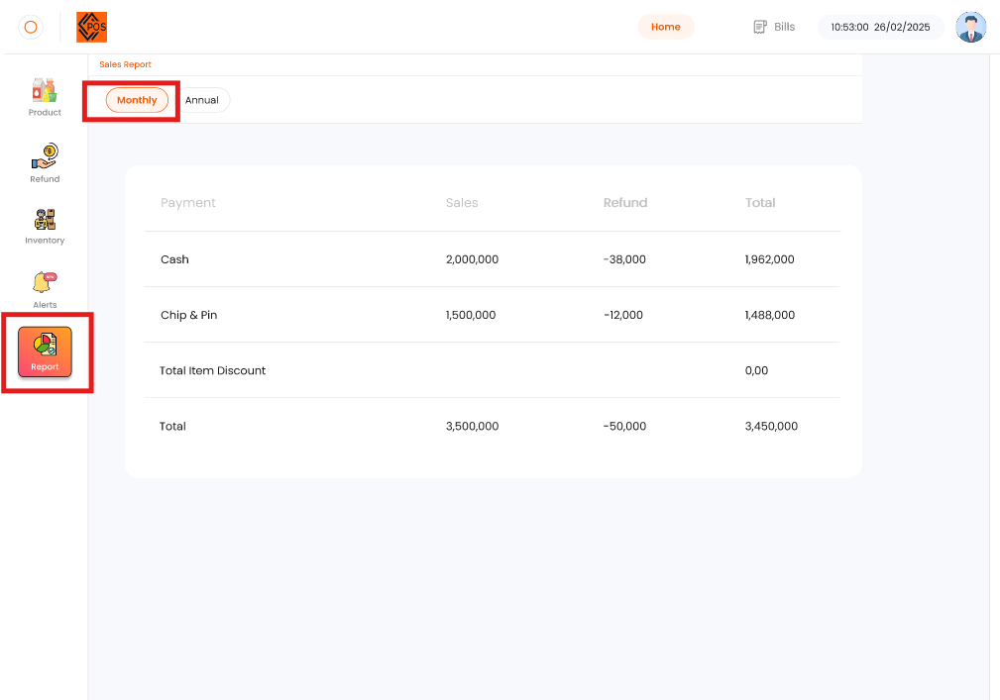 POS
Home
Bills
10:53:00 26/02/2025
Sales Report
Monthly
Annual
Product
Refund
Inventory
Alerts
Report
Payment Sales Refund Total
Cash 2,000,000 -38,000 1,962,000
Chip & Pin 1,500,000 -12,000 1,488,000
Total Item Discount 0,00
Total 3,500,000 -50,000 3,450,000